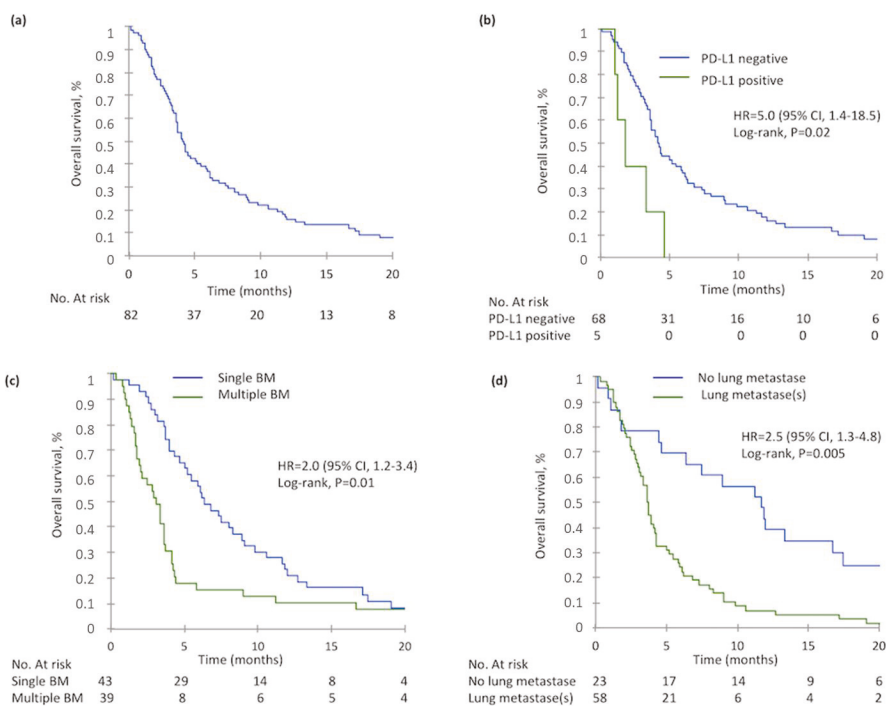 (a)
Overall survival, %
1
0.9
0.8
0.7
0.6
0.5
0.4
0.3
0.2
0.1
0
0 5 10 15 20
Time (months)
No. At risk
82 37 20 13 8
(b)
Overall survival, %
1
0.9
0.8
0.7
0.6
0.5
0.4
0.3
0.2
0.1
0
PD-L1 negative
PD-L1 positive
HR=5.0 (95% CI, 1.4-18.5)
Log-rank, P=0.02
0 5 10 15 20
Time (months)
No. At risk
PD-L1 negative 68 31 16 10 6
PD-L1 positive 5 0 0 0 0
(c)
Overall survival, %
1
0.9
0.8
0.7
0.6
0.5
0.4
0.3
0.2
0.1
0
Single BM
Multiple BM
HR=2.0 (95% CI, 1.2-3.4)
Log-rank, P=0.01
0 5 10 15 20
Time (months)
No. At risk
Single BM 43 29 14 8 4
Multiple BM 39 8 6 5 4
(d)
Overall survival, %
1
0.9
0.8
0.7
0.6
0.5
0.4
0.3
0.2
0.1
0
No lung metastase
Lung metastase(s)
HR=2.5 (95% CI, 1.3-4.8)
Log-rank, P=0.005
0 5 10 15 20
Time (months)
No. At risk
No lung metastase 23 17 14 9 6
Lung metastase(s) 58 21 6 4 2